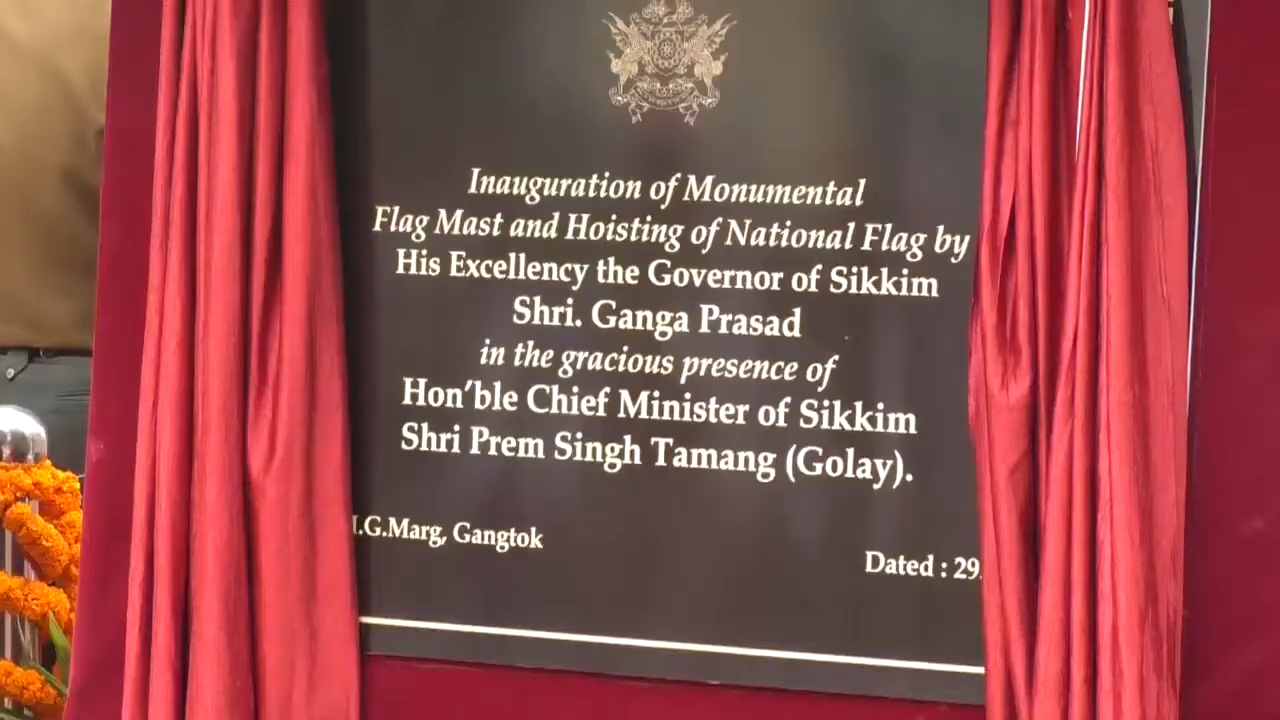 Inauguration of Monumental
Flag Mast and Hoisting of National Flag by
His Excellency the Governor of Sikkim
Shri. Ganga Prasad
in the gracious presence of
Hon'ble Chief Minister of Sikkim
Shri Prem Singh Tamang (Golay).
.G.Marg, Gangtok
Dated : 29.